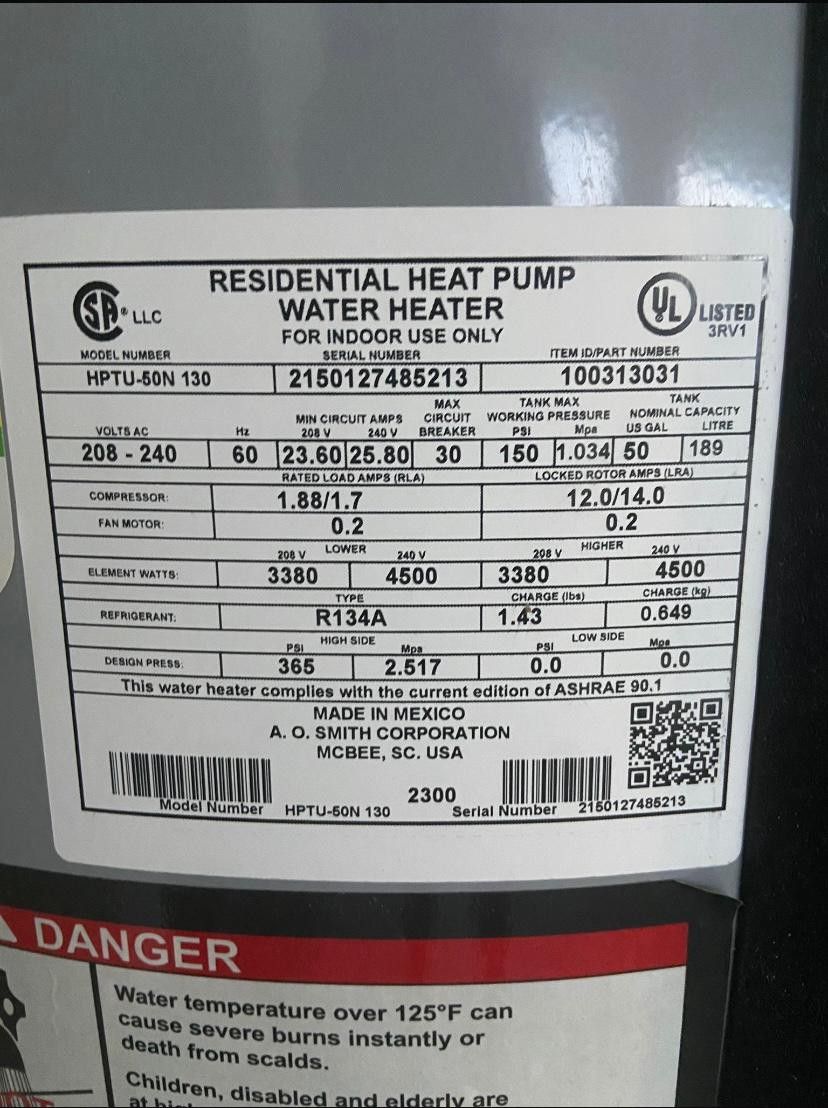 RESIDENTIAL HEAT PUMP
WATER HEATER
FOR INDOOR USE ONLY
SA ® LLC
UL LISTED
3RV1
MODEL NUMBER SERIAL NUMBER ITEM ID/PART NUMBER
HPTU-50N 130 2150127485213 100313031
VOLTS AC Hz MIN CIRCUIT AMPS 208 V 240 V MAX CIRCUIT BREAKER TANK MAX WORKING PRESSURE PSI Mpa TANK NOMINAL CAPACITY US GAL LITRE
208 - 240 60 23.60 25.80 30 150 1.034 50 189
RATED LOAD AMPS (RLA) LOCKED ROTOR AMPS (LRA)
COMPRESSOR: 1.88/1.7 12.0/14.0
FAN MOTOR: 0.2 0.2
208 V LOWER 240 V 208 V HIGHER 240 V
ELEMENT WATTS: 3380 4500 3380 4500
TYPE CHARGE (lbs) CHARGE (kg)
REFRIGERANT: R134A 1.43 0.649
PSI HIGH SIDE Mpa PSI LOW SIDE Mpa
DESIGN PRESS: 365 2.517 0.0 0.0
This water heater complies with the current edition of ASHRAE 90.1
MADE IN MEXICO
A. O. SMITH CORPORATION
MCBEE, SC. USA
2300
Model Number HPTU-50N 130 Serial Number 2150127485213
DANGER
Water temperature over 125°F can
cause severe burns instantly or
death from scalds.
Children, disabled and elderly are